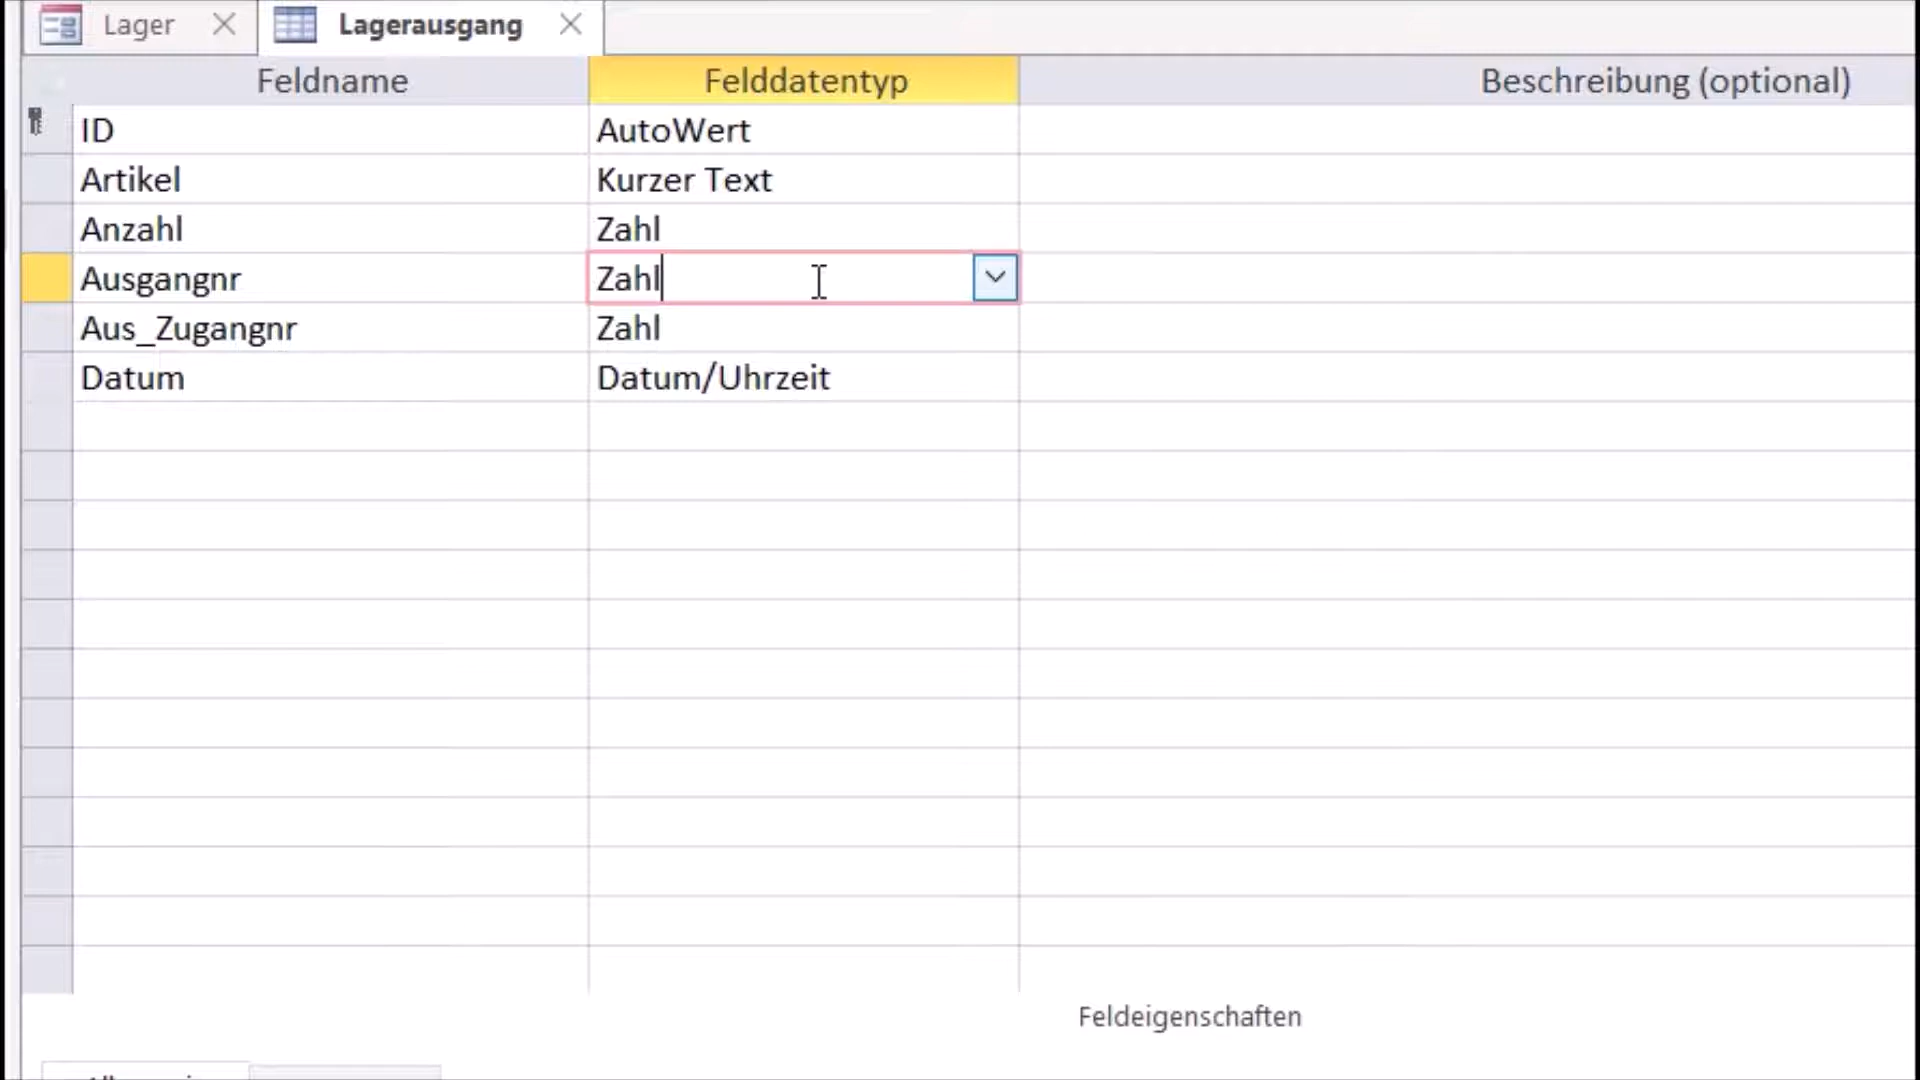 Lager
Lagerausgang
Feldname Felddatentyp Beschreibung (optional)
ID AutoWert
Artikel Kurzer Text
Anzahl Zahl
Ausgangnr Zahl
Aus_Zugangnr Zahl
Datum Datum/Uhrzeit
Feldeigenschaften